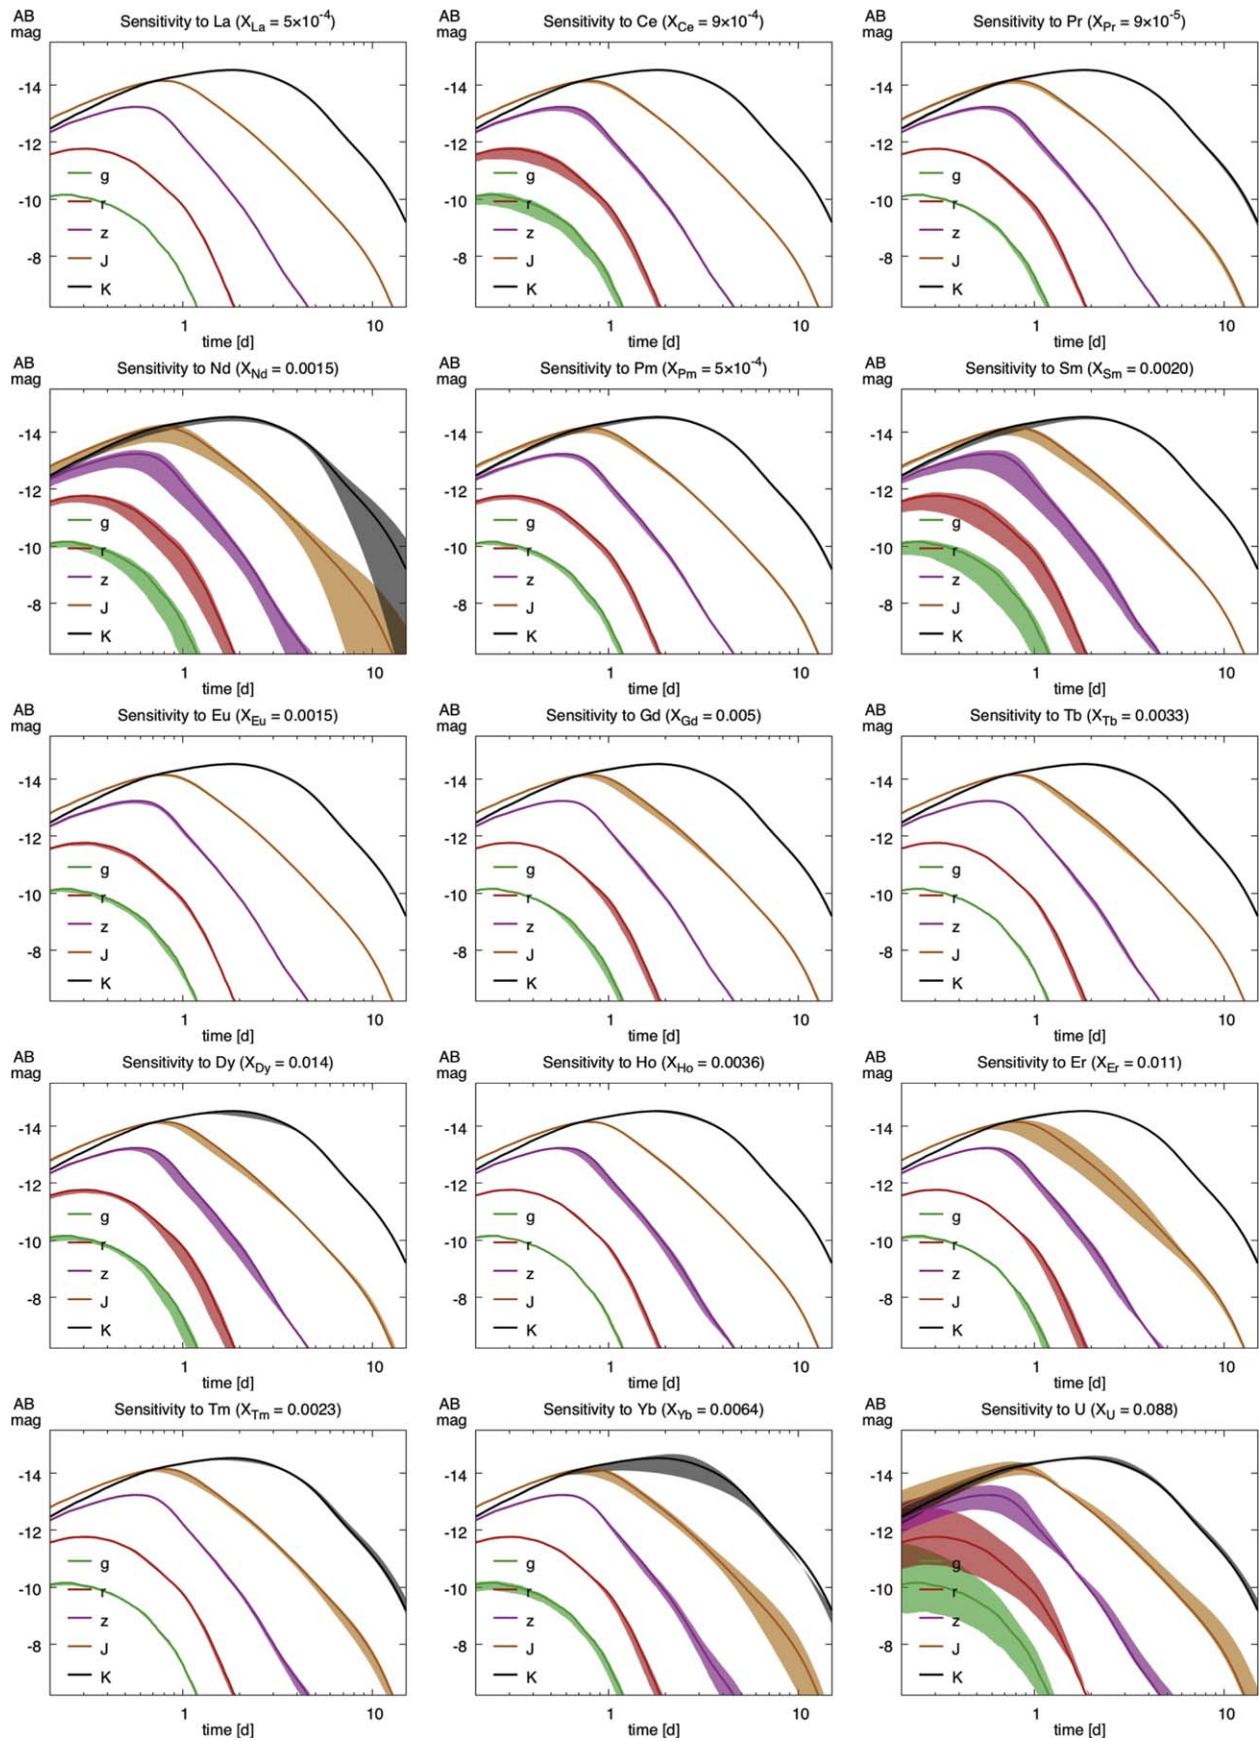 AB
mag
Sensitivity to La (X_La = 5×10^-4)
-14
-12
-10
-8
g
r
z
J
K
1 10
time [d]
AB
mag
Sensitivity to Ce (X_Ce = 9×10^-4)
-14
-12
-10
-8
g
r
z
J
K
1 10
time [d]
AB
mag
Sensitivity to Pr (X_Pr = 9×10^-5)
-14
-12
-10
-8
g
r
z
J
K
1 10
time [d]
AB
mag
Sensitivity to Nd (X_Nd = 0.0015)
-14
-12
-10
-8
g
r
z
J
K
1 10
time [d]
AB
mag
Sensitivity to Pm (X_Pm = 5×10^-4)
-14
-12
-10
-8
g
r
z
J
K
1 10
time [d]
AB
mag
Sensitivity to Sm (X_Sm = 0.0020)
-14
-12
-10
-8
g
r
z
J
K
1 10
time [d]
AB
mag
Sensitivity to Eu (X_Eu = 0.0015)
-14
-12
-10
-8
g
r
z
J
K
1 10
time [d]
AB
mag
Sensitivity to Gd (X_Gd = 0.005)
-14
-12
-10
-8
g
r
z
J
K
1 10
time [d]
AB
mag
Sensitivity to Tb (X_Tb = 0.0033)
-14
-12
-10
-8
g
r
z
J
K
1 10
time [d]
AB
mag
Sensitivity to Dy (X_Dy = 0.014)
-14
-12
-10
-8
g
r
z
J
K
1 10
time [d]
AB
mag
Sensitivity to Ho (X_Ho = 0.0036)
-14
-12
-10
-8
g
r
z
J
K
1 10
time [d]
AB
mag
Sensitivity to Er (X_Er = 0.011)
-14
-12
-10
-8
g
r
z
J
K
1 10
time [d]
AB
mag
Sensitivity to Tm (X_Tm = 0.0023)
-14
-12
-10
-8
g
r
z
J
K
1 10
time [d]
AB
mag
Sensitivity to Yb (X_Yb = 0.0064)
-14
-12
-10
-8
g
r
z
J
K
1 10
time [d]
AB
mag
Sensitivity to U (X_U = 0.088)
-14
-12
-10
-8
g
r
z
J
K
1 10
time [d]